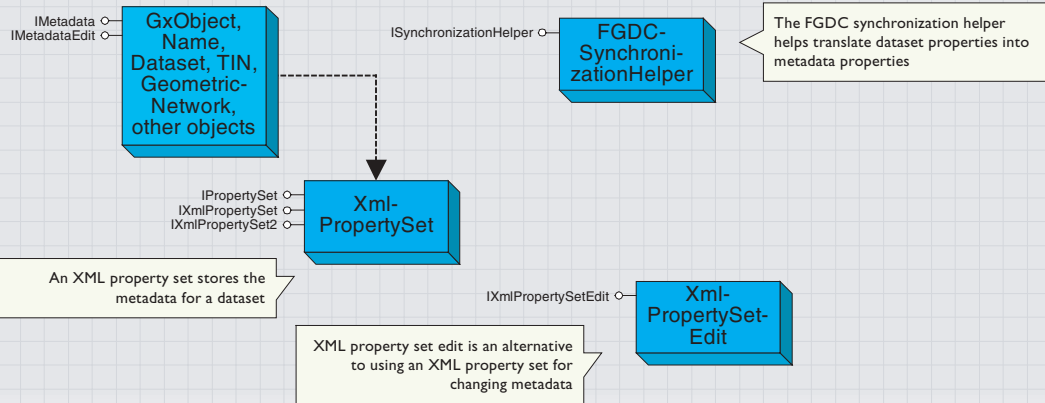 IMetadata
IMetadataEdit
GxObject,
Name,
Dataset, TIN,
Geometric-
Network,
other objects
ISynchronizationHelper
FGDC-
Synchroni-
zationHelper
The FGDC synchronization helper
helps translate dataset properties into
metadata properties
IPropertySet
IXmlPropertySet
IXmlPropertySet2
Xml-
PropertySet
An XML property set stores the
metadata for a dataset
IXmlPropertySetEdit
Xml-
PropertySet-
Edit
XML property set edit is an alternative
to using an XML property set for
changing metadata